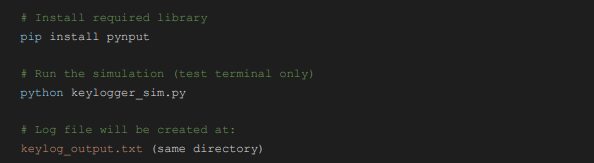 # Install required library
pip install pynput
# Run the simulation (test terminal only)
python keylogger_sim.py
# Log file will be created at:
keylog_output.txt (same directory)